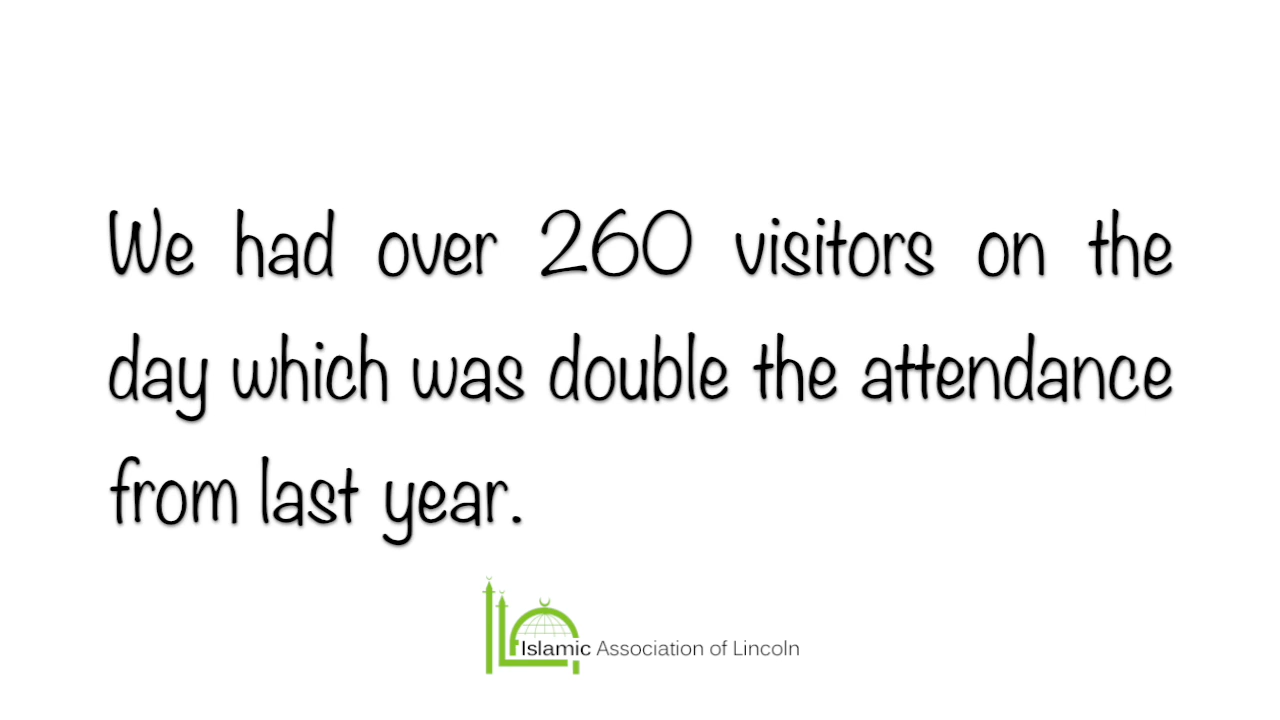 We had over 260 visitors on the
day which was double the attendance
from last year.
Islamic Association of Lincoln